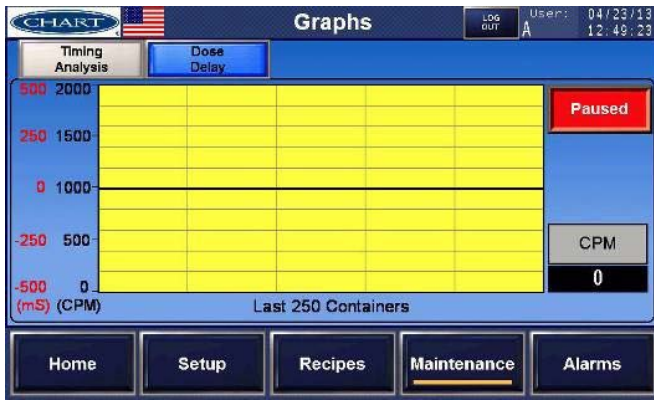 CHART
Graphs
LOG OUT
User: 04/23/13
A 12:49:23
Timing
Analysis
Dose
Delay
500 2000
250 1500
0 1000
-250 500
-500 0
(mS) (CPM)
Last 250 Containers
Paused
CPM
0
Home Setup Recipes Maintenance Alarms